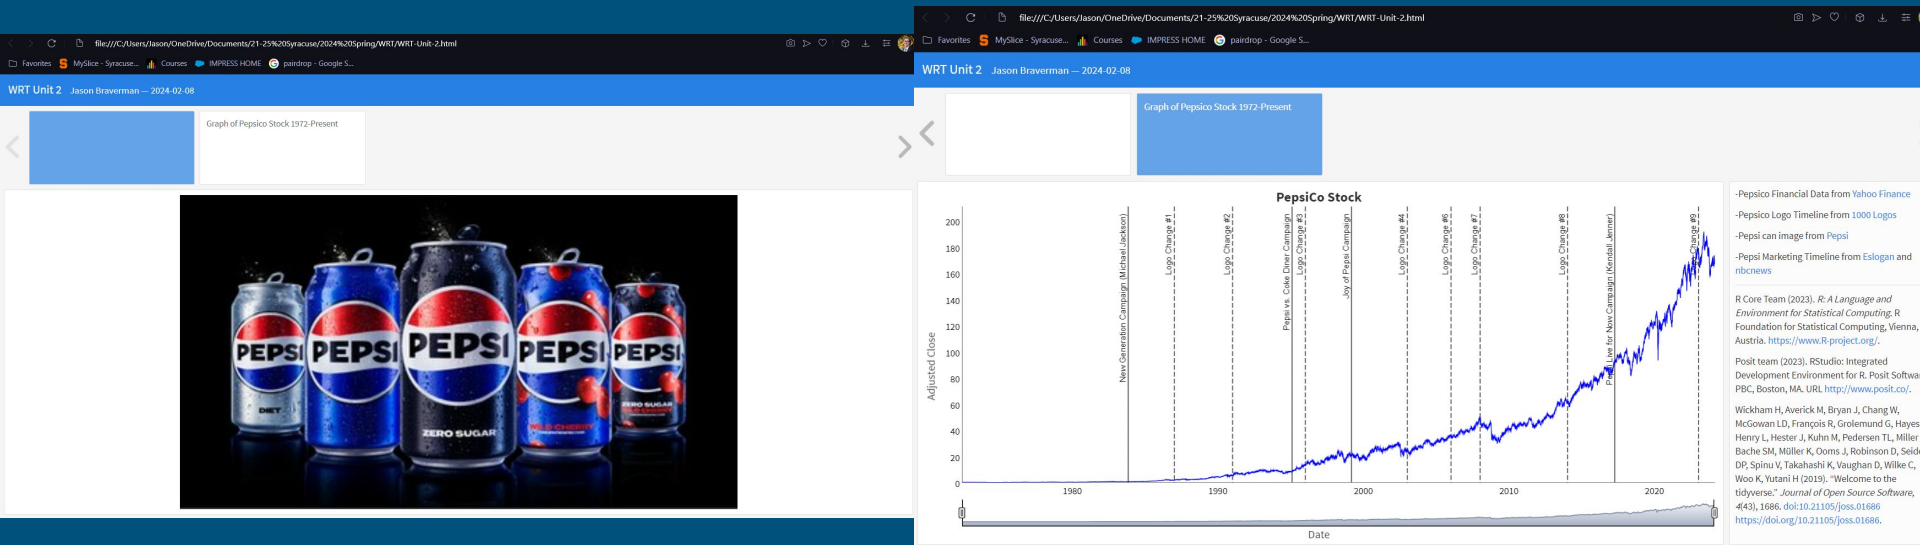 file:///C:/Users/Jason/OneDrive/Documents/21-25%20Syracuse/2024%20Spring/WRT/WRT-Unit-2.html
Favorites MySlice - Syracuse... Courses IMPRESS HOME pairdrop - Google S...
WRT Unit 2 Jason Braverman — 2024-02-08
Graph of Pepsico Stock 1972-Present
PEPSI PEPSI PEPSI PEPSI PEPSI
DIET
ZERO SUGAR
WILD CHERRY
ZERO SUGAR
WILD CHERRY
file:///C:/Users/Jason/OneDrive/Documents/21-25%20Syracuse/2024%20Spring/WRT/WRT-Unit-2.html
Favorites MySlice - Syracuse... Courses IMPRESS HOME pairdrop - Google S...
WRT Unit 2 Jason Braverman — 2024-02-08
Graph of Pepsico Stock 1972-Present
PepsiCo Stock
Adjusted Close
200
180
160
140
120
100
80
60
40
20
0
New Generation Campaign (Michael Jackson)
Logo Change #1
Logo Change #2
Pepsi vs. Coke Diner Campaign
Logo Change #3
Joy of Pepsi Campaign
Logo Change #4
Logo Change #6
Logo Change #7
Logo Change #8
Live for Now Campaign (Kendall Jenner)
Change #9
1980 1990 2000 2010 2020
Date
-Pepsico Financial Data from Yahoo Finance
-Pepsico Logo Timeline from 1000 Logos
-Pepsi can image from Pepsi
-Pepsi Marketing Timeline from Eslogan and
nbcnews
R Core Team (2023). R: A Language and
Environment for Statistical Computing. R
Foundation for Statistical Computing, Vienna,
Austria. https://www.R-project.org/.
Posit team (2023). RStudio: Integrated
Development Environment for R. Posit Softwar
PBC, Boston, MA. URL http://www.posit.co/.
Wickham H, Averick M, Bryan J, Chang W,
McGowan LD, François R, Grolemund G, Hayes
Henry L, Hester J, Kuhn M, Pedersen TL, Miller
Bache SM, Müller K, Ooms J, Robinson D, Seide
DP, Spinu V, Takahashi K, Vaughan D, Wilke C,
Woo K, Yutani H (2019). "Welcome to the
tidyverse." Journal of Open Source Software,
4(43), 1686. doi:10.21105/joss.01686
https://doi.org/10.21105/joss.01686.